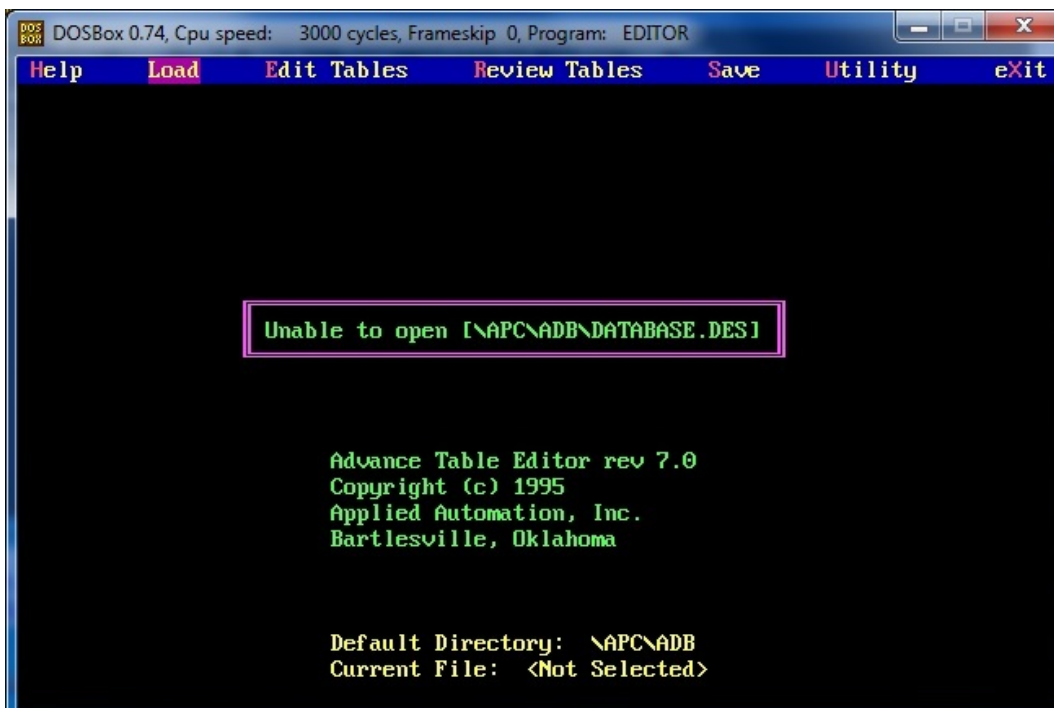 DOS BOX DOSBox 0.74, Cpu speed: 3000 cycles, Frameskip 0, Program: EDITOR
Help Load Edit Tables Review Tables Save Utility eXit
Unable to open [\APC\ADB\DATABASE.DES]
Advance Table Editor rev 7.0
Copyright (c) 1995
Applied Automation, Inc.
Bartlesville, Oklahoma
Default Directory: \APC\ADB
Current File: <Not Selected>